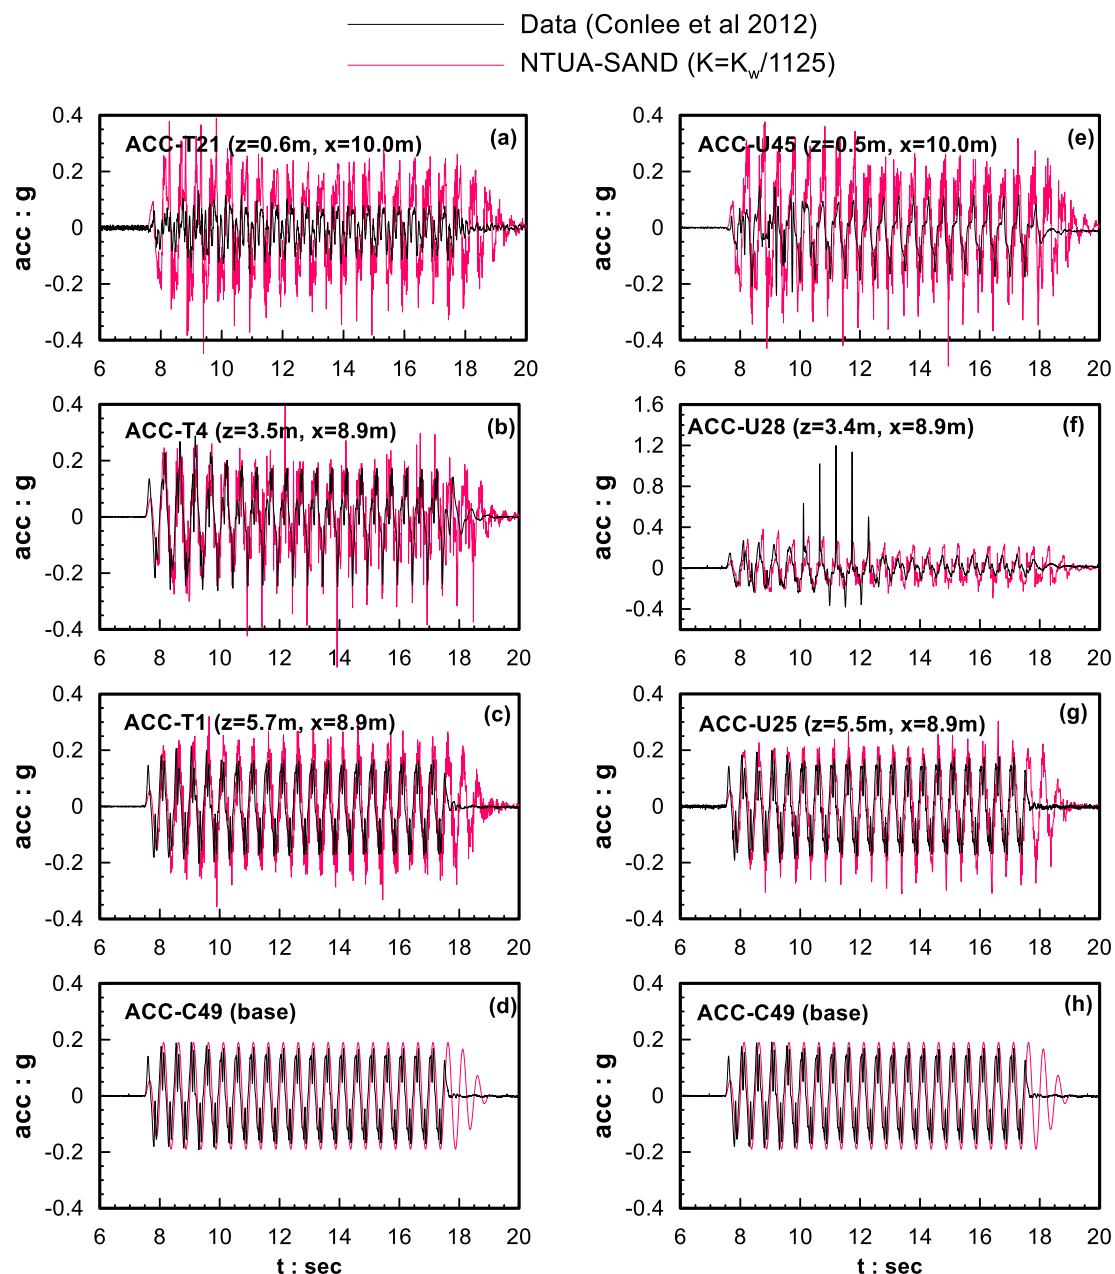 Data (Conlee et al 2012)
NTUA-SAND (K=Kw/1125)
ACC-T21 (z=0.6m, x=10.0m) (a)
0.4
0.2
0
-0.2
-0.4
acc : g
6 8 10 12 14 16 18 20
ACC-U45 (z=0.5m, x=10.0m) (e)
0.4
0.2
0
-0.2
-0.4
acc : g
6 8 10 12 14 16 18 20
ACC-T4 (z=3.5m, x=8.9m) (b)
0.4
0.2
0
-0.2
-0.4
acc : g
6 8 10 12 14 16 18 20
ACC-U28 (z=3.4m, x=8.9m) (f)
1.6
1.2
0.8
0.4
0
-0.4
acc : g
6 8 10 12 14 16 18 20
ACC-T1 (z=5.7m, x=8.9m) (c)
0.4
0.2
0
-0.2
-0.4
acc : g
6 8 10 12 14 16 18 20
ACC-U25 (z=5.5m, x=8.9m) (g)
0.4
0.2
0
-0.2
-0.4
acc : g
6 8 10 12 14 16 18 20
ACC-C49 (base) (d)
0.4
0.2
0
-0.2
-0.4
acc : g
6 8 10 12 14 16 18 20
t : sec
ACC-C49 (base) (h)
0.4
0.2
0
-0.2
-0.4
acc : g
6 8 10 12 14 16 18 20
t : sec